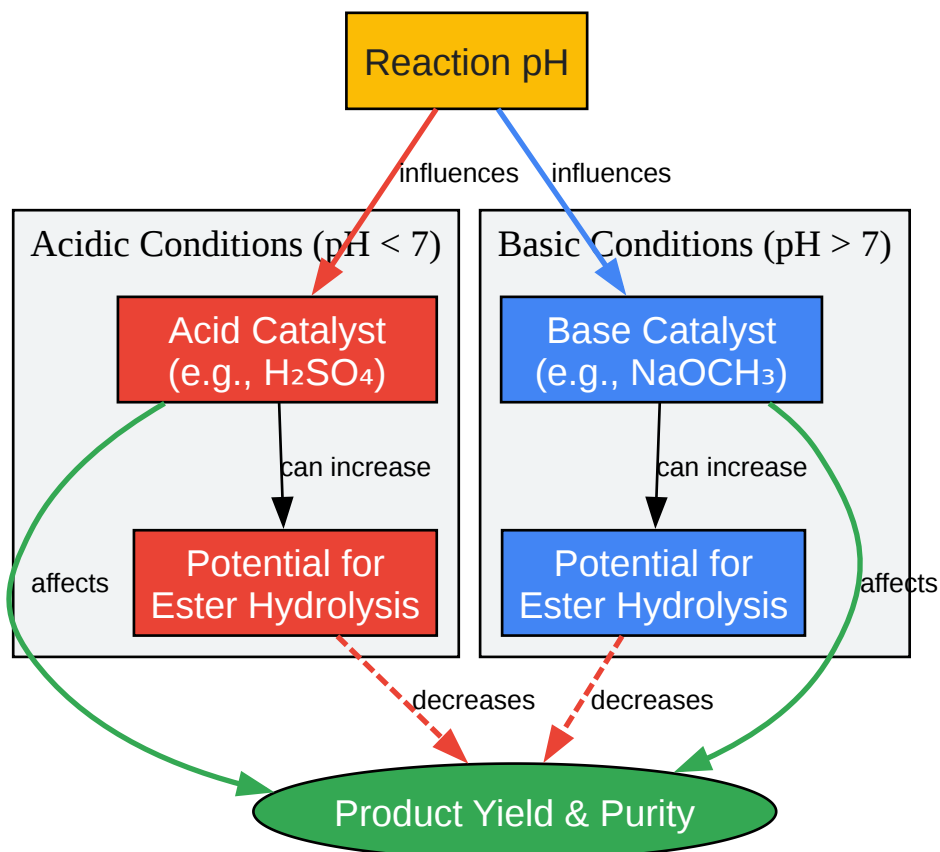 Reaction pH
influences
influences
Acidic Conditions (pH < 7)
Basic Conditions (pH > 7)
Acid Catalyst
(e.g., H₂SO₄)
Base Catalyst
(e.g., NaOCH₃)
can increase
can increase
Potential for
Ester Hydrolysis
Potential for
Ester Hydrolysis
affects
affects
decreases
decreases
Product Yield & Purity